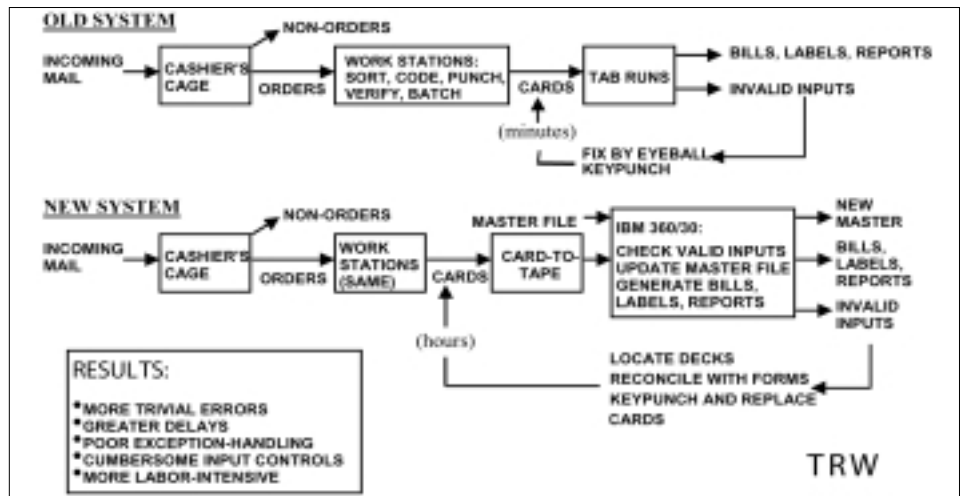 OLD SYSTEM
NON-ORDERS
INCOMING
MAIL
CASHIER'S
CAGE
ORDERS
WORK STATIONS:
SORT, CODE, PUNCH,
VERIFY, BATCH
CARDS
TAB RUNS
BILLS, LABELS, REPORTS
INVALID INPUTS
(minutes)
FIX BY EYEBALL
KEYPUNCH
NEW SYSTEM
NON-ORDERS
INCOMING
MAIL
CASHIER'S
CAGE
ORDERS
WORK
STATIONS
(SAME)
CARDS
MASTER FILE
CARD-TO-
TAPE
IBM 360/30:
CHECK VALID INPUTS
UPDATE MASTER FILE
GENERATE BILLS,
LABELS, REPORTS
NEW
MASTER
BILLS,
LABELS,
REPORTS
INVALID
INPUTS
(hours)
LOCATE DECKS
RECONCILE WITH FORMS
KEYPUNCH AND REPLACE
CARDS
RESULTS:
•MORE TRIVIAL ERRORS
•GREATER DELAYS
•POOR EXCEPTION-HANDLING
•CUMBERSOME INPUT CONTROLS
•MORE LABOR-INTENSIVE
TRW